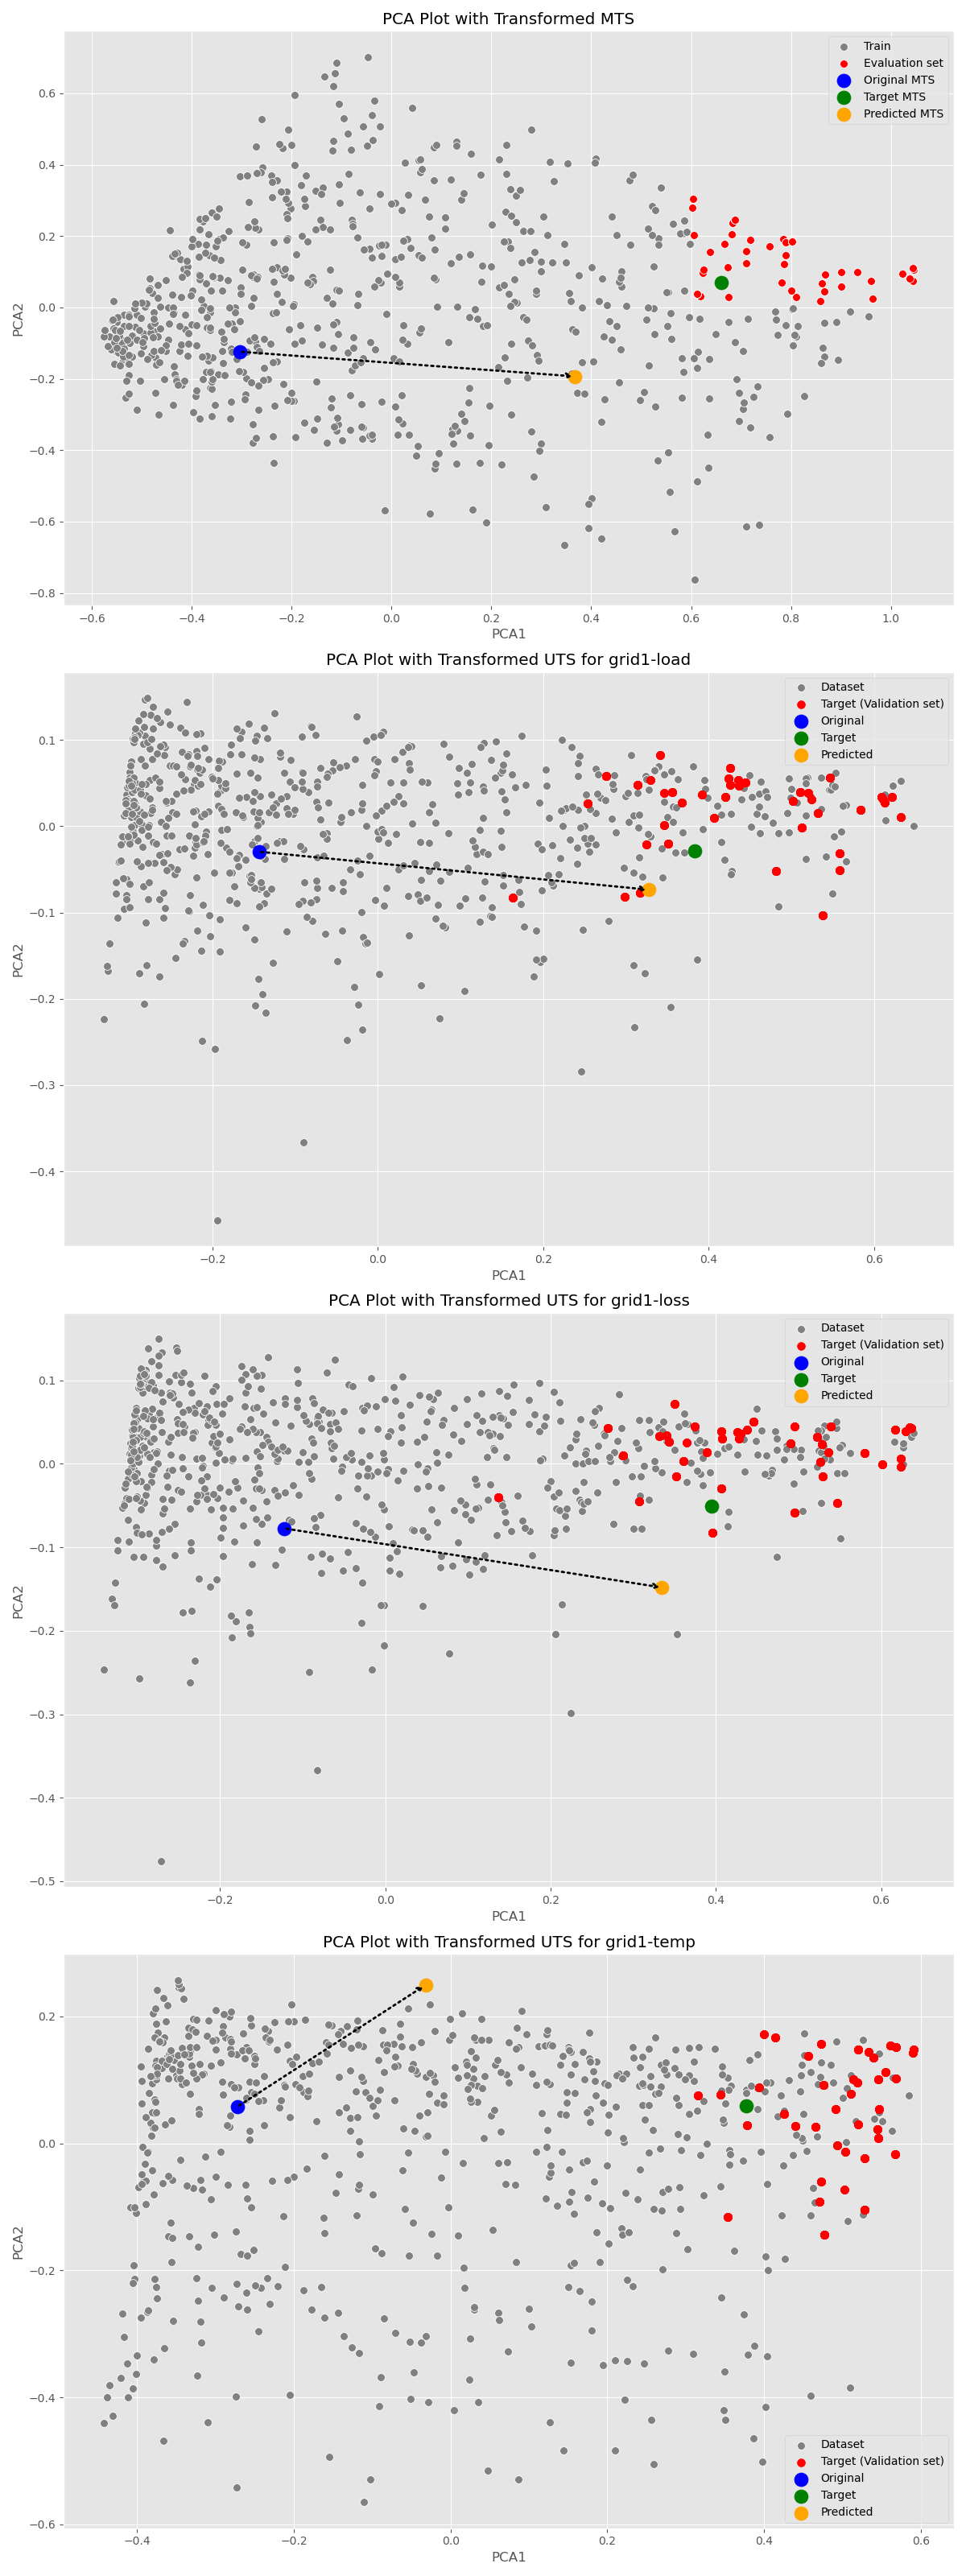 PCA Plot with Transformed MTS
Train
Evaluation set
Original MTS
Target MTS
Predicted MTS
0.6
0.4
0.2
0.0
−0.2
−0.4
−0.6
−0.8
PCA2
−0.6
−0.4
−0.2
0.0
0.2
0.4
0.6
0.8
1.0
PCA1
PCA Plot with Transformed UTS for grid1-load
Dataset
Target (Validation set)
Original
Target
Predicted
0.1
0.0
−0.1
−0.2
−0.3
−0.4
PCA2
−0.2
0.0
0.2
0.4
0.6
PCA1
PCA Plot with Transformed UTS for grid1-loss
Dataset
Target (Validation set)
Original
Target
Predicted
0.1
0.0
−0.1
−0.2
−0.3
−0.4
−0.5
PCA2
−0.2
0.0
0.2
0.4
0.6
PCA1
PCA Plot with Transformed UTS for grid1-temp
0.2
0.0
−0.2
−0.4
−0.6
PCA2
Dataset
Target (Validation set)
Original
Target
Predicted
−0.4
−0.2
0.0
0.2
0.4
0.6
PCA1